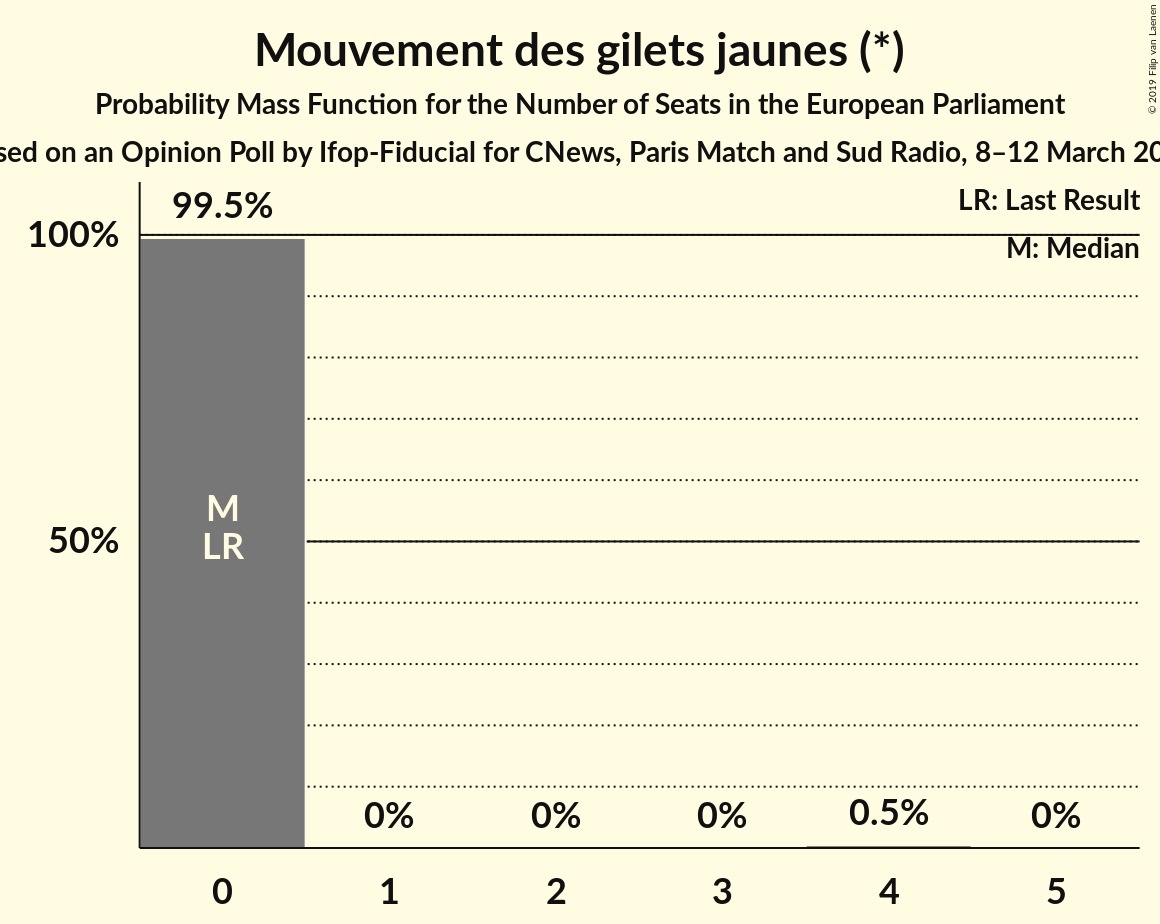 Mouvement des gilets jaunes (*)
Probability Mass Function for the Number of Seats in the European Parliament
sed on an Opinion Poll by Ifop-Fiducial for CNews, Paris Match and Sud Radio, 8–12 March 20
© 2019 Filip van Laenen
LR: Last Result
M: Median
99.5%
100%
50%
M
LR
0% 0% 0% 0.5% 0%
0 1 2 3 4 5